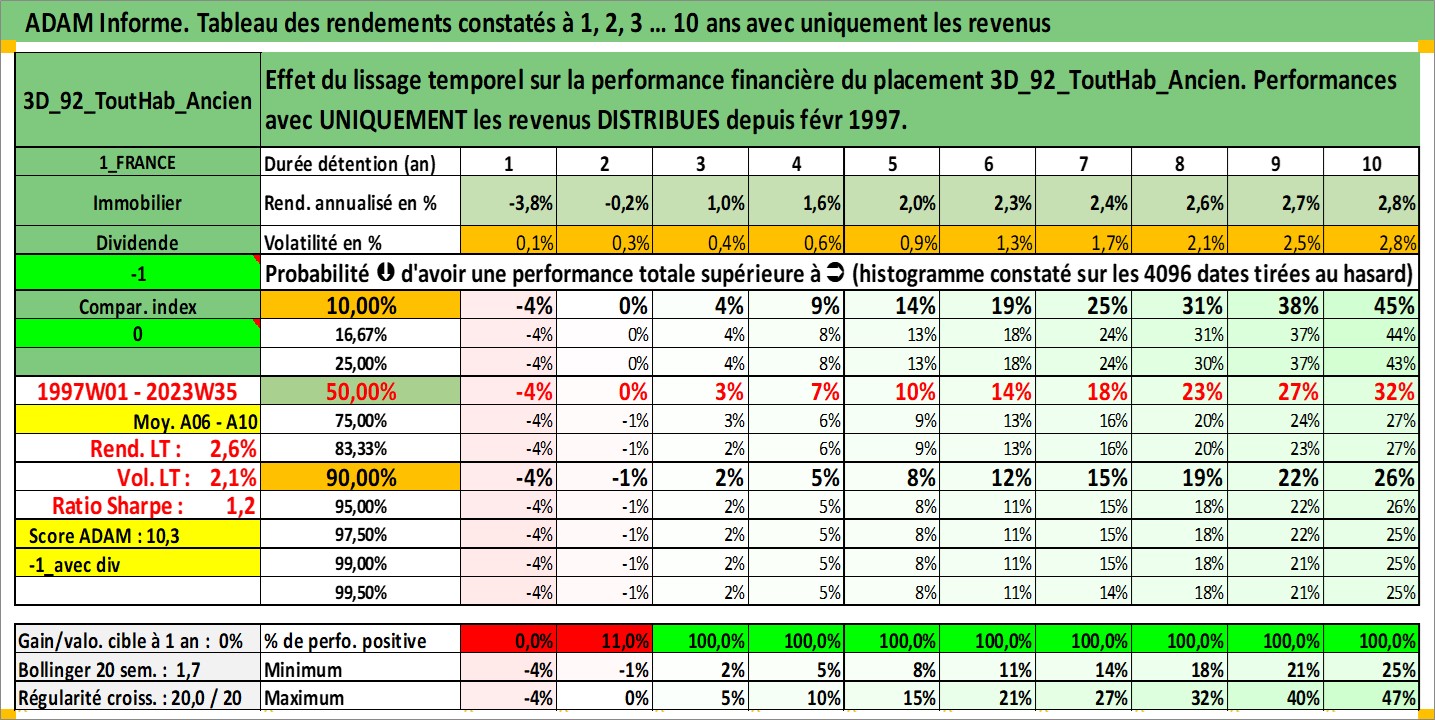 ADAM Informe. Tableau des rendements constatés à 1, 2, 3 ... 10 ans avec uniquement les revenus
3D_92_ToutHab_Ancien
Effet du lissage temporel sur la performance financière du placement 3D_92_ToutHab_Ancien. Performances
avec UNIQUEMENT les revenus DISTRIBUES depuis févr 1997.
1_FRANCE Durée détention (an) 1 2 3 4 5 6 7 8 9 10
Immobilier Rend. annualisé en % -3,8% -0,2% 1,0% 1,6% 2,0% 2,3% 2,4% 2,6% 2,7% 2,8%
Dividende Volatilité en % 0,1% 0,3% 0,4% 0,6% 0,9% 1,3% 1,7% 2,1% 2,5% 2,8%
-1 Probabilité ⮋ d'avoir une performance totale supérieure à ⮊ (histogramme constaté sur les 4096 dates tirées au hasard)
Compar. index 10,00% -4% 0% 4% 9% 14% 19% 25% 31% 38% 45%
0 16,67% -4% 0% 4% 8% 13% 18% 24% 31% 37% 44%
25,00% -4% 0% 4% 8% 13% 18% 24% 30% 37% 43%
1997W01 - 2023W35 50,00% -4% 0% 3% 7% 10% 14% 18% 23% 27% 32%
Moy. A06 - A10 75,00% -4% -1% 3% 6% 9% 13% 16% 20% 24% 27%
Rend. LT : 2,6% 83,33% -4% -1% 2% 6% 9% 13% 16% 20% 23% 27%
Vol. LT : 2,1% 90,00% -4% -1% 2% 5% 8% 12% 15% 19% 22% 26%
Ratio Sharpe : 1,2 95,00% -4% -1% 2% 5% 8% 11% 15% 18% 22% 26%
Score ADAM : 10,3 97,50% -4% -1% 2% 5% 8% 11% 15% 18% 22% 25%
-1_avec div 99,00% -4% -1% 2% 5% 8% 11% 15% 18% 21% 25%
99,50% -4% -1% 2% 5% 8% 11% 14% 18% 21% 25%
Gain/valo. cible à 1 an : 0% % de perfo. positive 0,0% 11,0% 100,0% 100,0% 100,0% 100,0% 100,0% 100,0% 100,0% 100,0%
Bollinger 20 sem. : 1,7 Minimum -4% -1% 2% 5% 8% 11% 14% 18% 21% 25%
Régularité croiss. : 20,0 / 20 Maximum -4% 0% 5% 10% 15% 21% 27% 32% 40% 47%